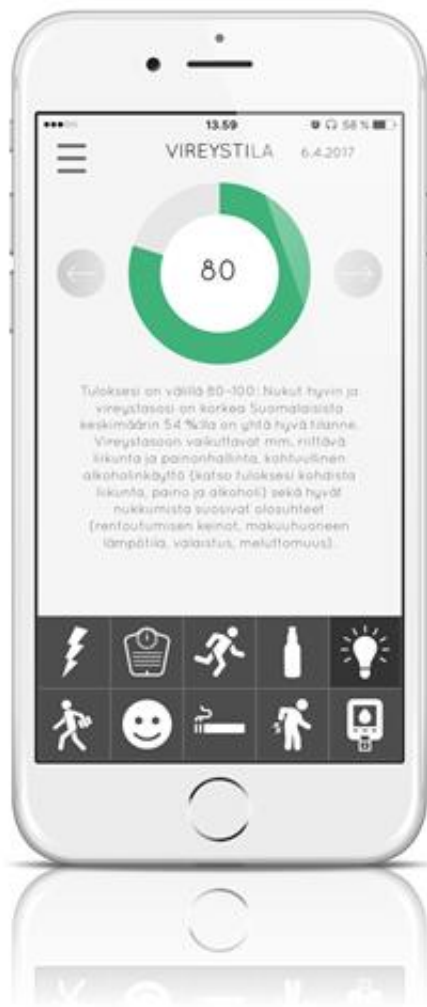 13.59
58 %
VIREYSTILA 6.4.2017
80
Tuloksesi on välillä 80-100: Nukut hyvin ja
vireystasosi on korkea Suomalaisista
keskimäärin 54 %:lla on yhtä hyvä tilanne.
Vireystasoon vaikuttavat mm. riittävä
liikunta ja painonhallinta, kohtuullinen
alkoholinkäyttö (katso tuloksesi kohdista
liikunta, paino ja alkoholi) sekä hyvät
nukkumista suosivat olosuhteet
(rentoutumisen keinot, makuuhuoneen
lämpötila, valaistus, meluttomuus).